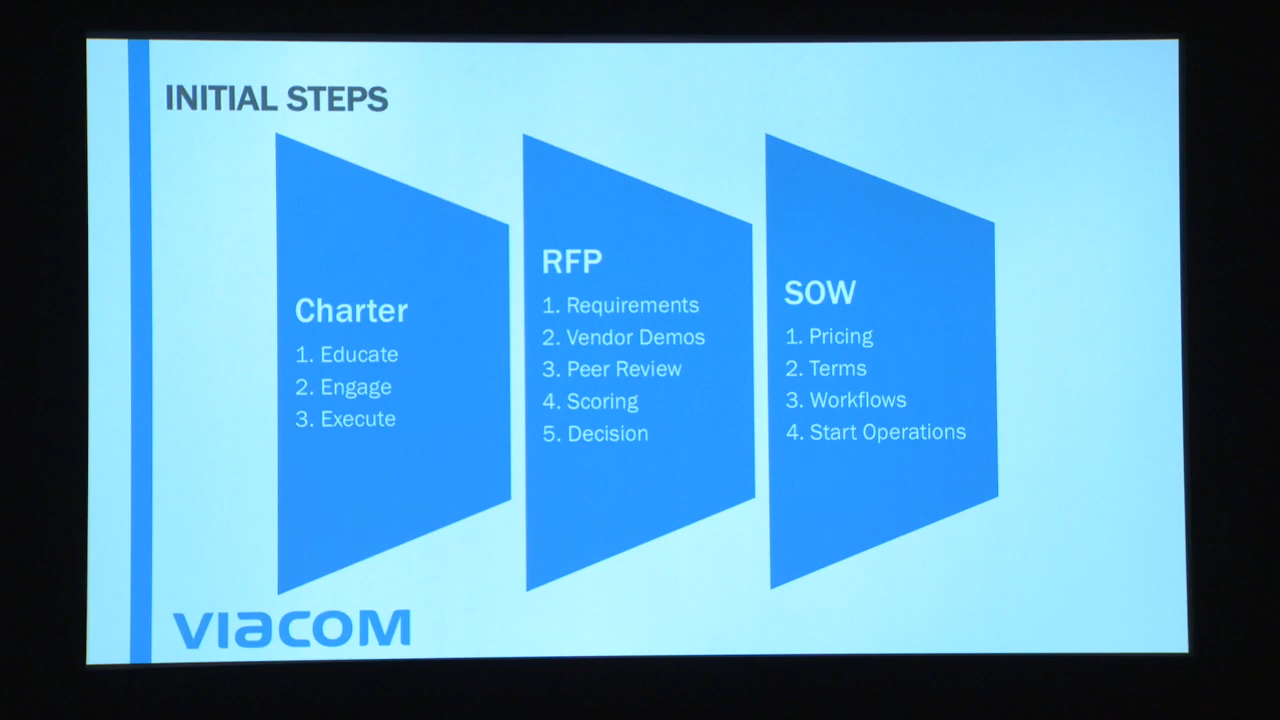 INITIAL STEPS
Charter
1. Educate
2. Engage
3. Execute
RFP
1. Requirements
2. Vendor Demos
3. Peer Review
4. Scoring
5. Decision
SOW
1. Pricing
2. Terms
3. Workflows
4. Start Operations
VIACOM